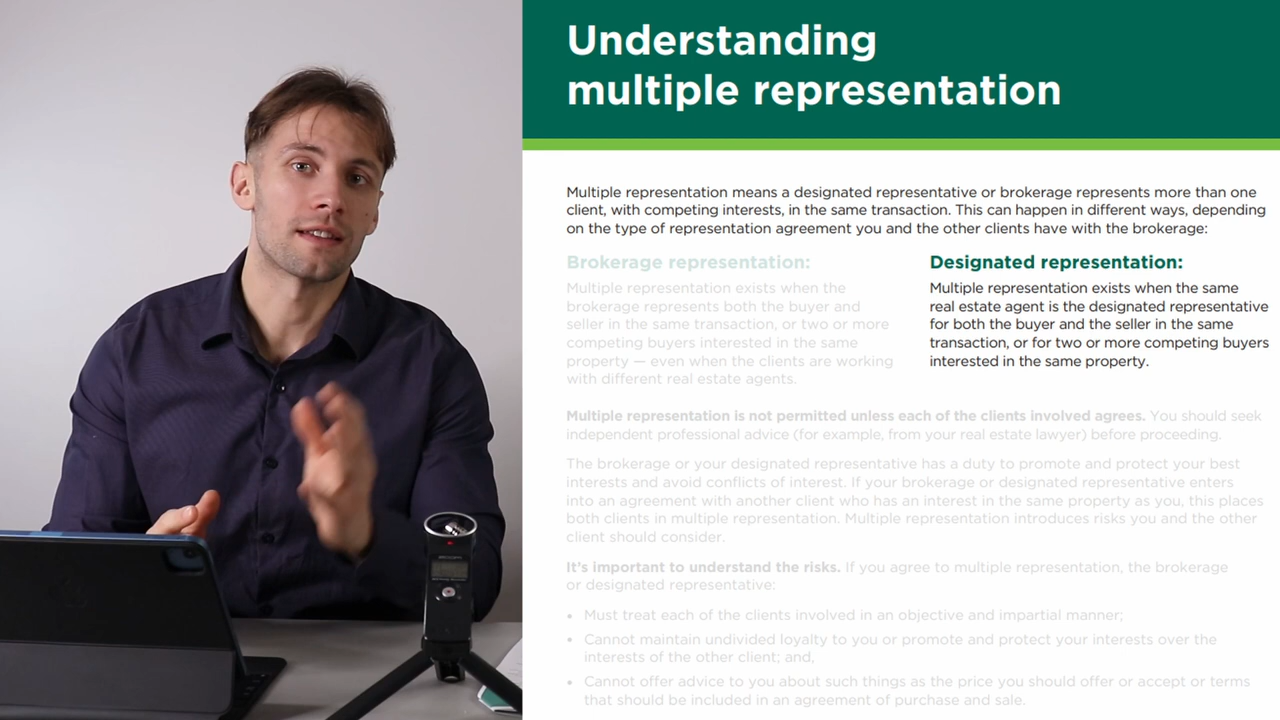 Understanding
multiple representation
Multiple representation means a designated representative or brokerage represents more than one
client, with competing interests, in the same transaction. This can happen in different ways, depending
on the type of representation agreement you and the other clients have with the brokerage:
Brokerage representation:
Multiple representation exists when the
brokerage represents both the buyer and
seller in the same transaction, or two or more
competing buyers interested in the same
property — even when the clients are working
with different real estate agents.
Designated representation:
Multiple representation exists when the same
real estate agent is the designated representative
for both the buyer and the seller in the same
transaction, or for two or more competing buyers
interested in the same property.
Multiple representation is not permitted unless each of the clients involved agrees. You should seek
independent professional advice (for example, from your real estate lawyer) before proceeding.
The brokerage or your designated representative has a duty to promote and protect your best
interests and avoid conflicts of interest. If your brokerage or designated representative enters
into an agreement with another client who has an interest in the same property as you, this places
both clients in multiple representation. Multiple representation introduces risks you and the other
client should consider.
It's important to understand the risks. If you agree to multiple representation, the brokerage
or designated representative:
• Must treat each of the clients involved in an objective and impartial manner;
• Cannot maintain undivided loyalty to you or promote and protect your interests over the
interests of the other client; and,
• Cannot offer advice to you about such things as the price you should offer or accept or terms
that should be included in an agreement of purchase and sale.